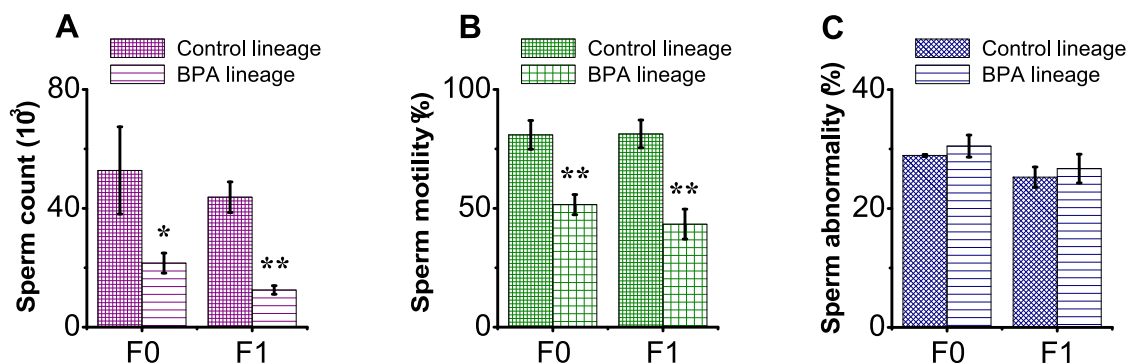 A
Control lineage
BPA lineage
Sperm count (10³)
80
40
0
F0
F1
*
**
B
Control lineage
BPA lineage
Sperm motility (%)
100
50
0
F0
F1
**
**
C
Control lineage
BPA lineage
Sperm abnormality (%)
40
20
0
F0
F1